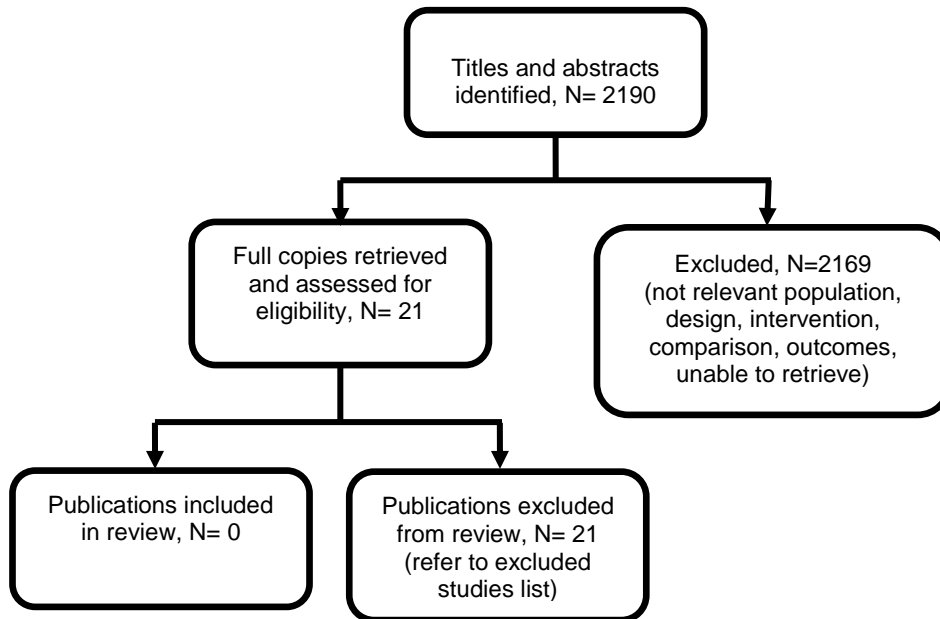 Titles and abstracts
identified, N= 2190
Full copies retrieved
and assessed for
eligibility, N= 21
Excluded, N=2169
(not relevant population,
design, intervention,
comparison, outcomes,
unable to retrieve)
Publications included
in review, N= 0
Publications excluded
from review, N= 21
(refer to excluded
studies list)